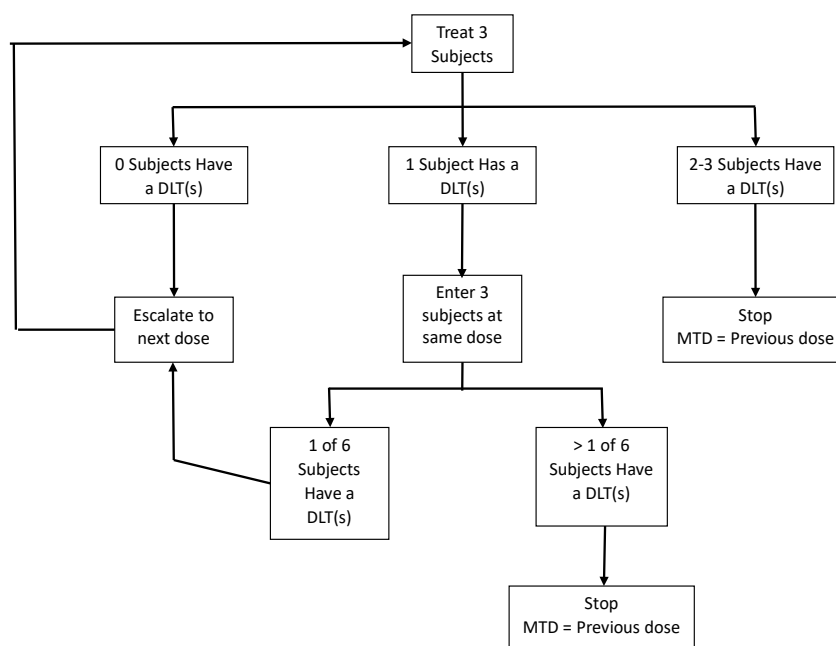 Treat 3
Subjects
0 Subjects Have
a DLT(s)
1 Subject Has a
DLT(s)
2-3 Subjects Have
a DLT(s)
Escalate to
next dose
Enter 3
subjects at
same dose
Stop
MTD = Previous dose
1 of 6
Subjects
Have a
DLT(s)
> 1 of 6
Subjects Have
a DLT(s)
Stop
MTD = Previous dose